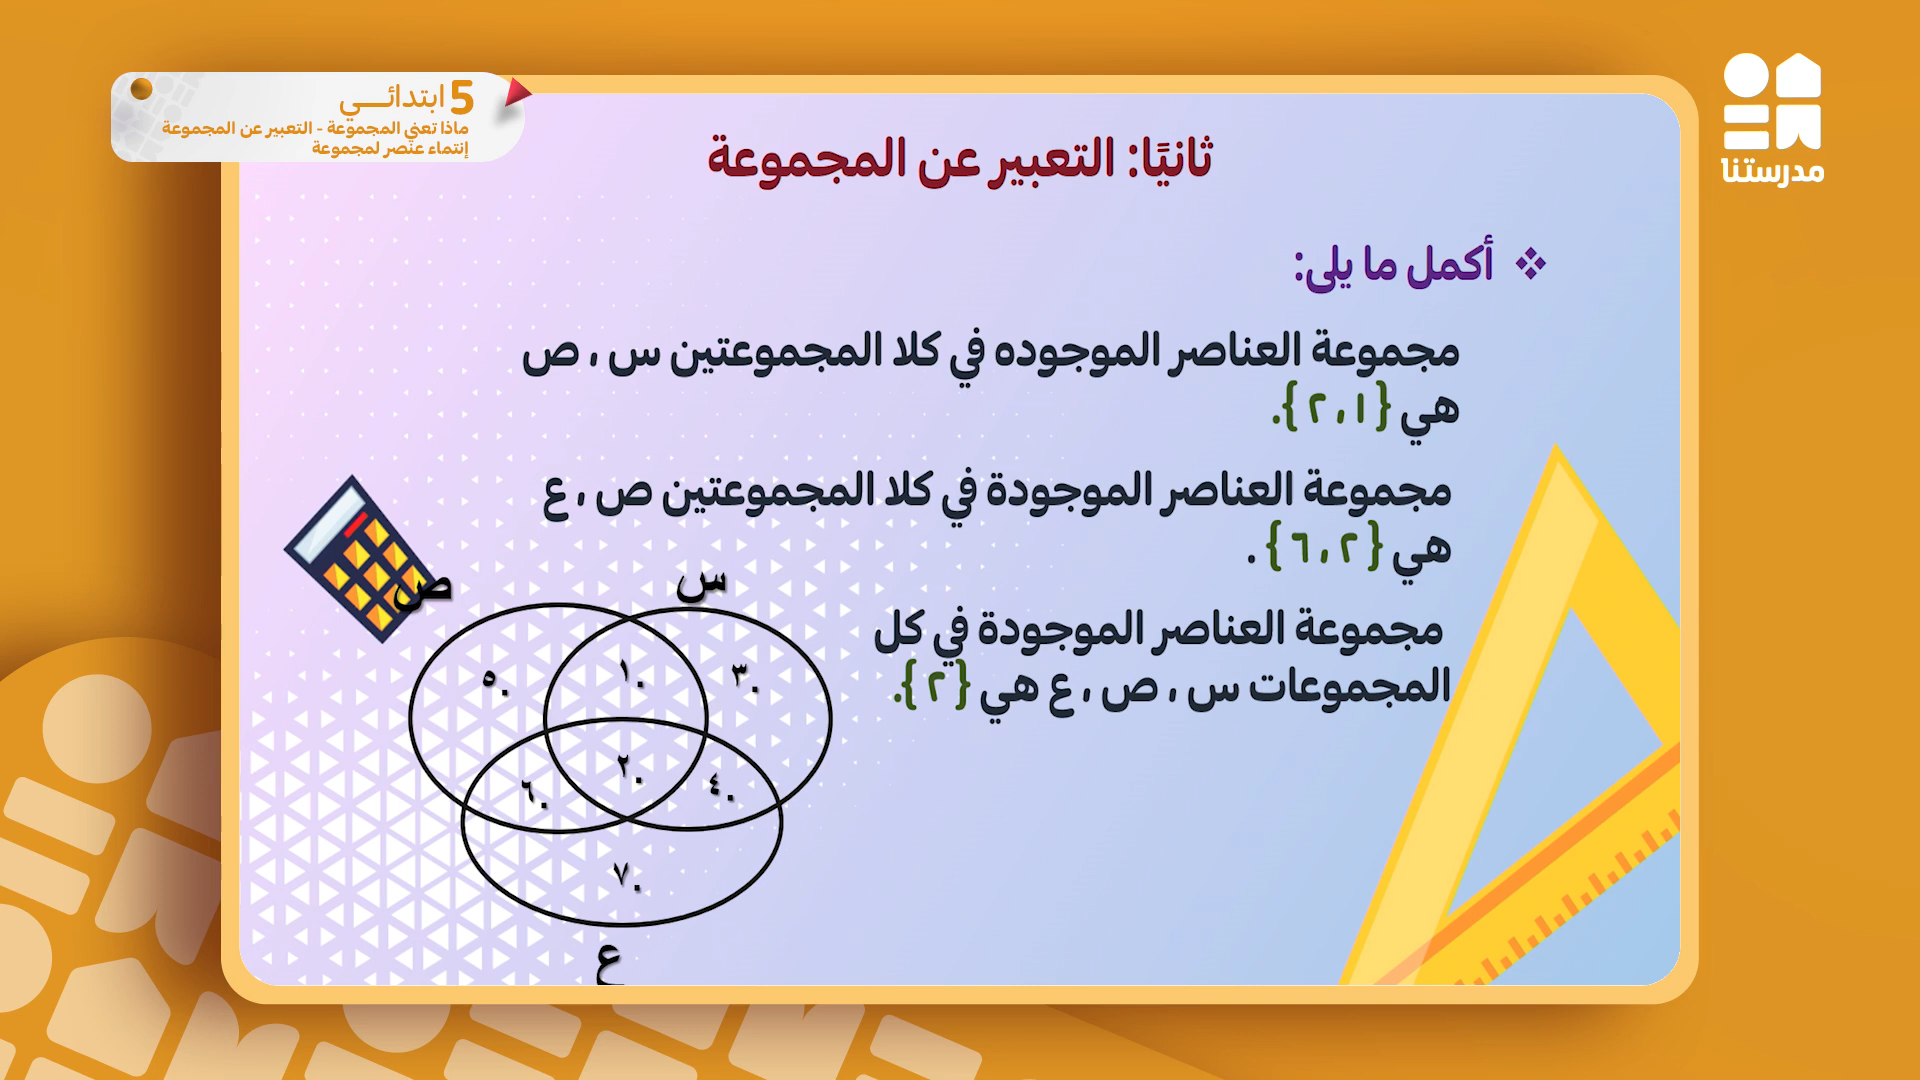 5 ابتدائــــي
ماذا تعني المجموعة - التعبير عن المجموعة
إنتماء عنصر لمجموعة
مدرستنا
ثانيًا: التعبير عن المجموعة
❖ أكمل ما يلى:
مجموعة العناصر الموجوده في كلا المجموعتين س ، ص
هي { ١ ، ٢ }.
مجموعة العناصر الموجودة في كلا المجموعتين ص ، ع
هي { ٢ ، ٦ } .
مجموعة العناصر الموجودة في كل
المجموعات س ، ص ، ع هي { ٢ }.
س
ص
٣.
١.
٥.
٢.
٤.
٦.
٧.
ع